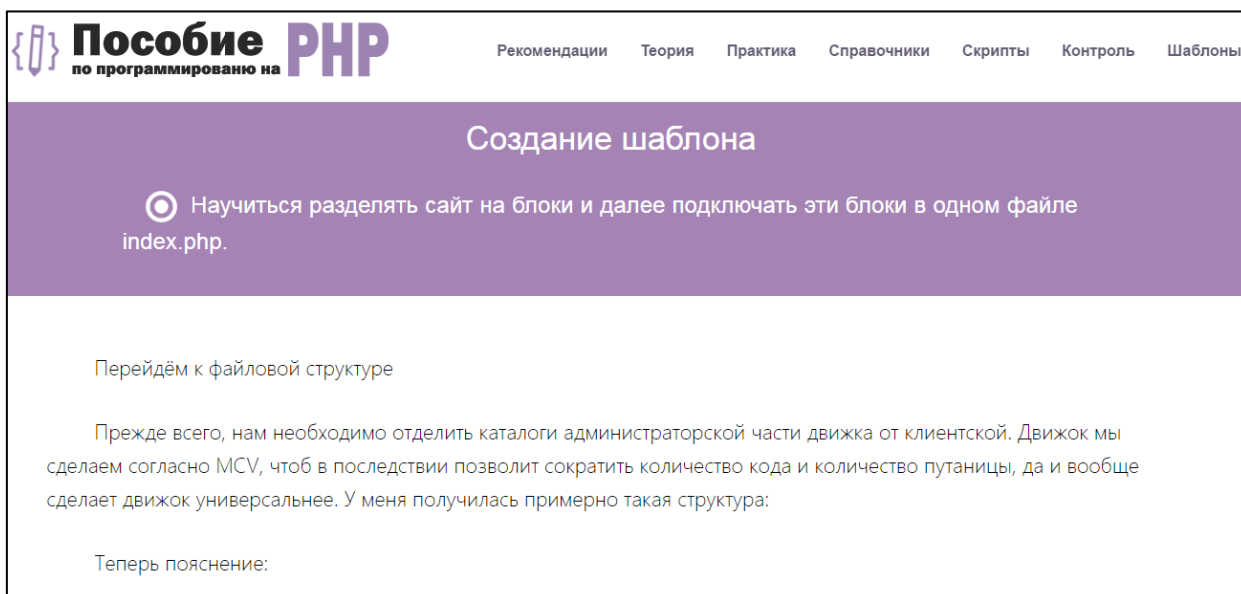 Пособие PHP
по программированю на
Рекомендации Теория Практика Справочники Скрипты Контроль Шаблоны
Создание шаблона
Научиться разделять сайт на блоки и далее подключать эти блоки в одном файле
index.php.
Перейдём к файловой структуре
Прежде всего, нам необходимо отделить каталоги администраторской части движка от клиентской. Движок мы
сделаем согласно MCV, чтоб в последствии позволит сократить количество кода и количество путаницы, да и вообще
сделает движок универсальнее. У меня получилась примерно такая структура:
Теперь пояснение: